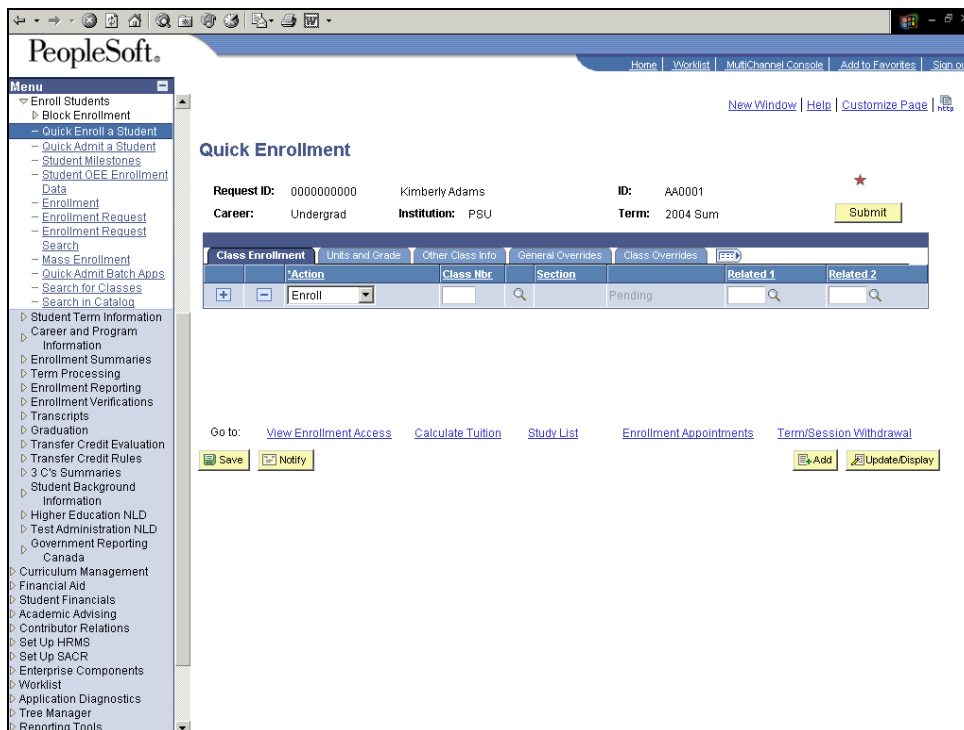 PeopleSoft®
Home | Worklist | MultiChannel Console | Add to Favorites | Sign ou
Menu
Enroll Students
Block Enrollment
Quick Enroll a Student
Quick Admit a Student
Student Milestones
Student OEE Enrollment
Data
Enrollment
Enrollment Request
Enrollment Request
Search
Mass Enrollment
Quick Admit Batch Apps
Search for Classes
Search in Catalog
Student Term Information
Career and Program
Information
Enrollment Summaries
Term Processing
Enrollment Reporting
Enrollment Verifications
Transcripts
Graduation
Transfer Credit Evaluation
Transfer Credit Rules
3 C's Summaries
Student Background
Information
Higher Education NLD
Test Administration NLD
Government Reporting
Canada
Curriculum Management
Financial Aid
Student Financials
Academic Advising
Contributor Relations
Set Up HRMS
Set Up SACR
Enterprise Components
Worklist
Application Diagnostics
Tree Manager
Reporting Tools
New Window | Help | Customize Page | http
Quick Enrollment
Request ID: 0000000000 Kimberly Adams ID: AA0001
Career: Undergrad Institution: PSU Term: 2004 Sum Submit
Class Enrollment Units and Grade Other Class Info General Overrides Class Overrides
*Action Class Nbr Section Related 1 Related 2
Enroll Pending
Go to: View Enrollment Access Calculate Tuition Study List Enrollment Appointments Term/Session Withdrawal
Save Notify Add Update/Display